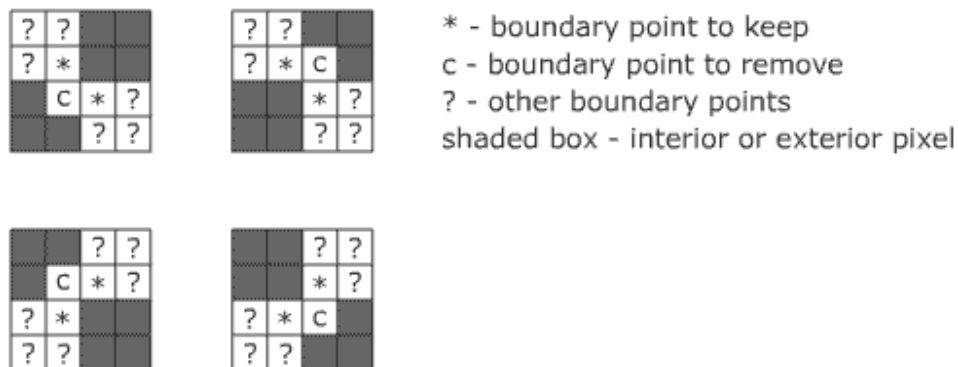 ? ? ? ? * - boundary point to keep
? * ? * c c - boundary point to remove
c * ? * ? ? - other boundary points
? ? ? ? shaded box - interior or exterior pixel
? ? ? ?
c * ? * ?
? * ? * c
? ? ? ?